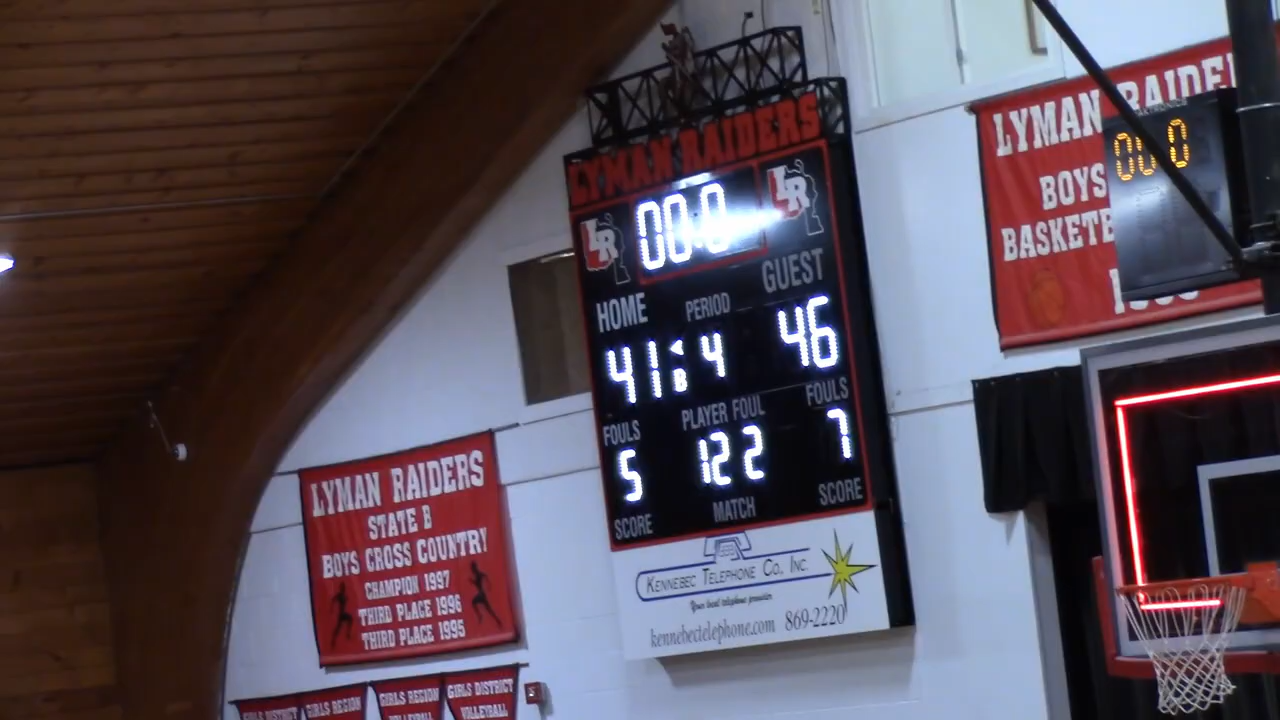 LYMAN RAIDERS
LR
00.0
LR
HOME
PERIOD
GUEST
41
B
4
46
FOULS
PLAYER FOUL
FOULS
5
12 2
7
SCORE
MATCH
SCORE
KENNEBEC TELEPHONE CO., INC.
Your local telephone provider
kennebectelephone.com 869-2220
LYMAN RAIDERS
STATE B
BOYS CROSS COUNTRY
CHAMPION 1997
THIRD PLACE 1996
THIRD PLACE 1995
GIRLS DISTRICT
GIRLS REGION
GIRLS REGION
VOLLEYBALL
GIRLS DISTRICT
VOLLEYBALL
LYMAN RAIDE
BOYS
BASKETB
00.0